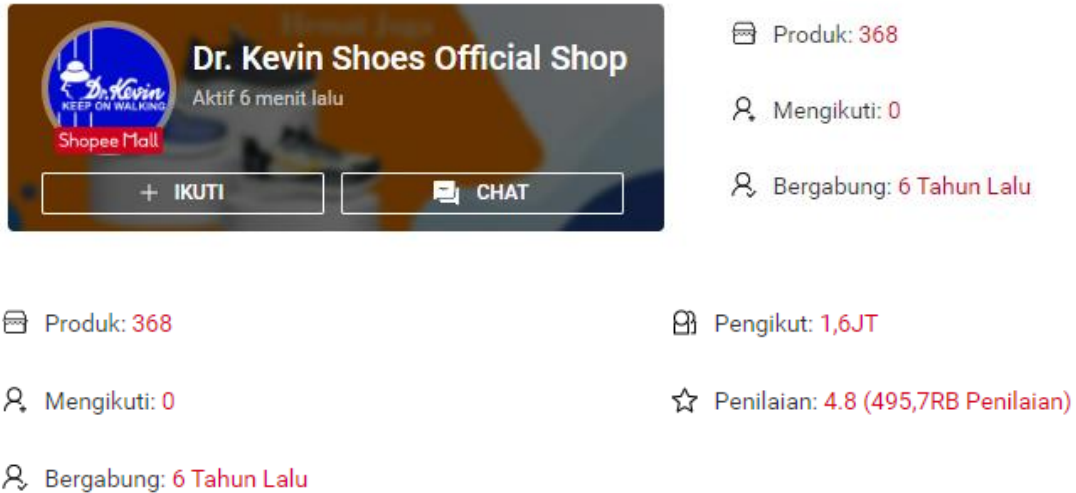 Dr. Kevin Shoes Official Shop
Aktif 6 menit lalu
Dr. Kevin
KEEP ON WALKING
Shopee Mall
+ IKUTI
CHAT
Produk: 368
Mengikuti: 0
Bergabung: 6 Tahun Lalu
Produk: 368
Mengikuti: 0
Bergabung: 6 Tahun Lalu
Pengikut: 1,6JT
Penilaian: 4.8 (495,7RB Penilaian)